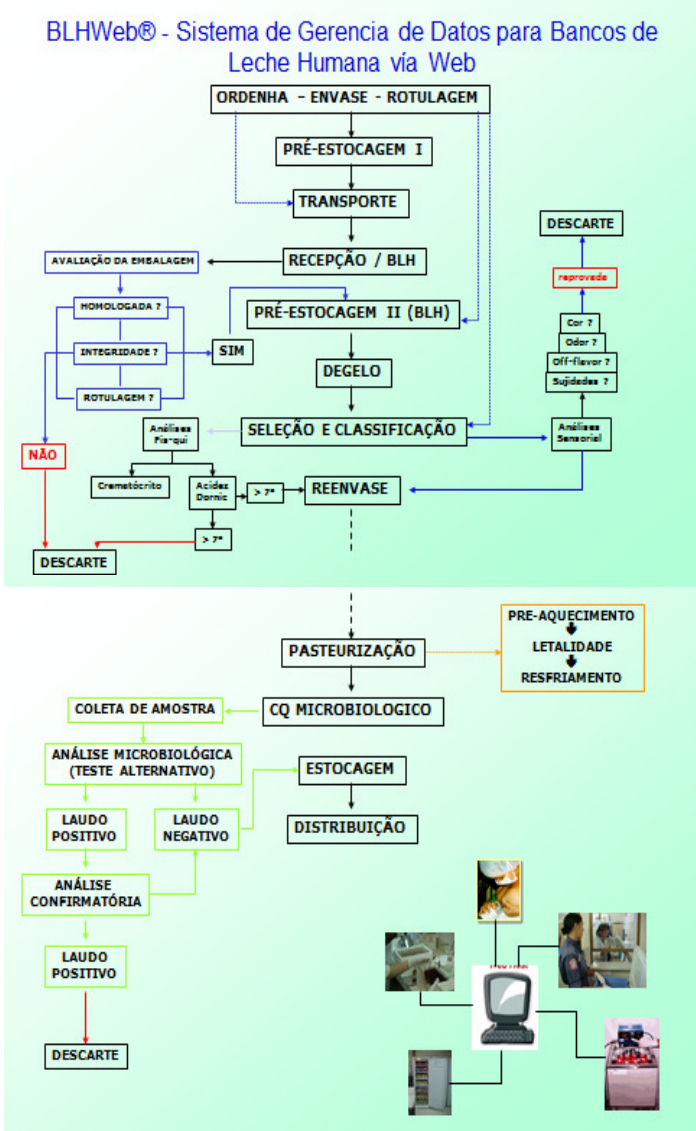 BLHWeb® - Sistema de Gerencia de Datos para Bancos de
Leche Humana vía Web
ORDENHA - ENVASE - ROTULAGEM
PRÉ-ESTOCAGEM I
TRANSPORTE
DESCARTE
AVALIAÇÃO DA EMBALAGEM
RECEPÇÃO / BLH
reprovada
HOMOLOGADA ?
PRÉ-ESTOCAGEM II (BLH)
Cor ?
Odor ?
INTEGRIDADE ?
SIM
Off-flavor ?
DEGELO
Sujidades ?
ROTULAGEM ?
Análises
Fis-qui
SELEÇÃO E CLASSIFICAÇÃO
Análises
Sensorial
NÃO
Crematócrito
Acidez
Dornic
> 7º
REENVASE
> 7º
DESCARTE
PRE-AQUECIMENTO
LETALIDADE
RESFRIAMENTO
PASTEURIZAÇÃO
COLETA DE AMOSTRA
CQ MICROBIOLOGICO
ANÁLISE MICROBIOLÓGICA
(TESTE ALTERNATIVO)
ESTOCAGEM
LAUDO
POSITIVO
LAUDO
NEGATIVO
DISTRIBUIÇÃO
ANÁLISE
CONFIRMATÓRIA
LAUDO
POSITIVO
DESCARTE